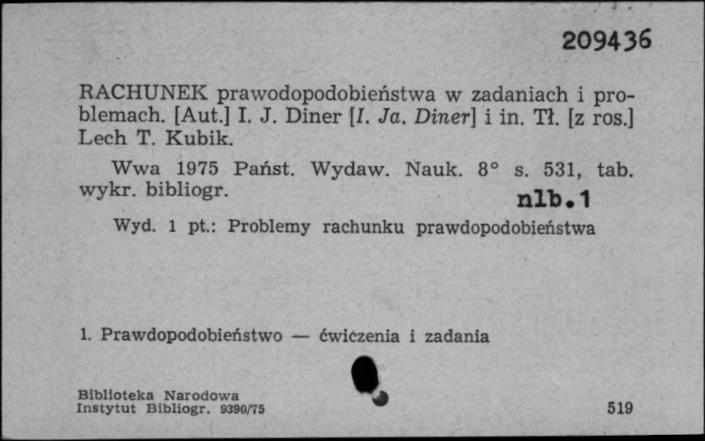 209436
RACHUNEK prawodopodobieństwa w zadaniach i pro-
blemach. [Aut.] I. J. Diner [I. Ja. Diner] i in. Tł. [z ros.]
Lech T. Kubik.
Wwa 1975 Państ. Wydaw. Nauk. 8° s. 531, tab.
wykr. bibliogr.
nlb.1
Wyd. 1 pt.: Problemy rachunku prawdopodobieństwa
1. Prawdopodobieństwo — ćwiczenia i zadania
Biblioteka Narodowa
Instytut Bibliogr. 9390/75
519